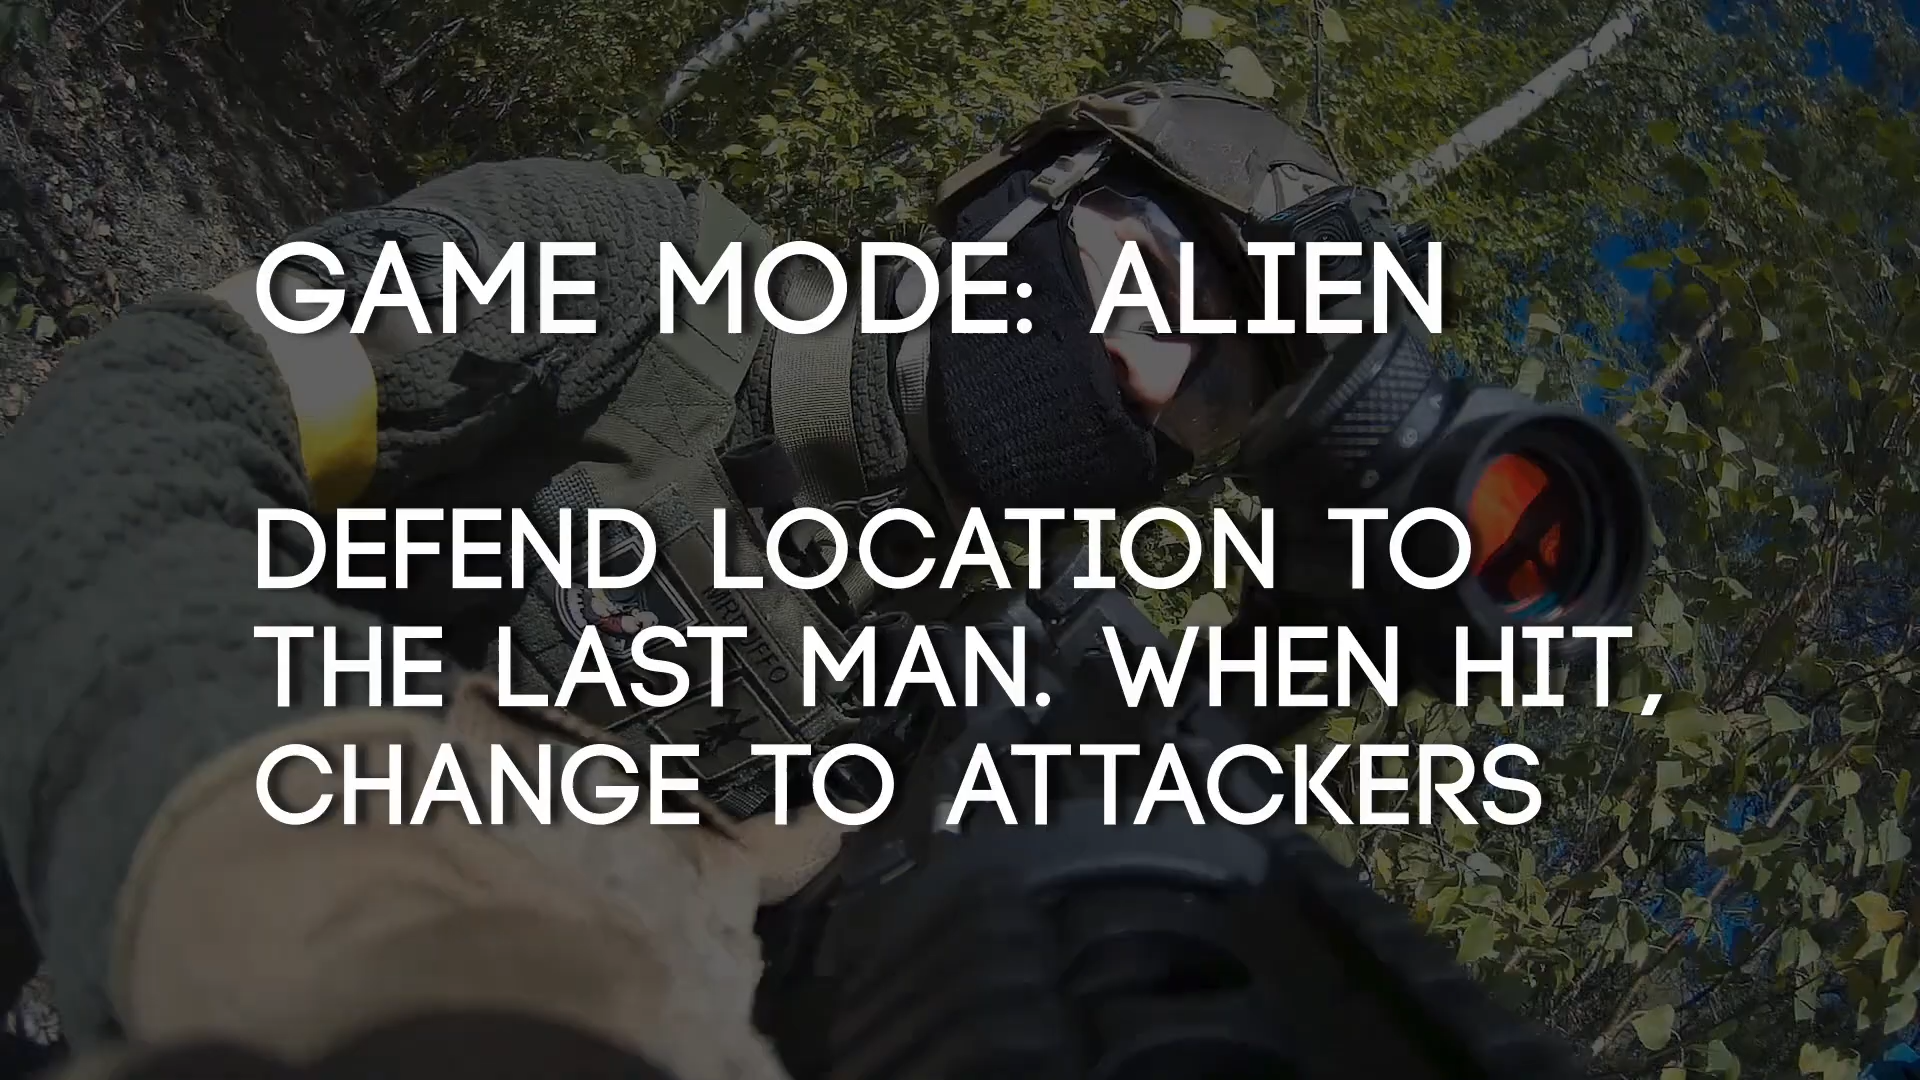 GAME MODE: ALIEN
DEFEND LOCATION TO
THE LAST MAN. WHEN HIT,
CHANGE TO ATTACKERS